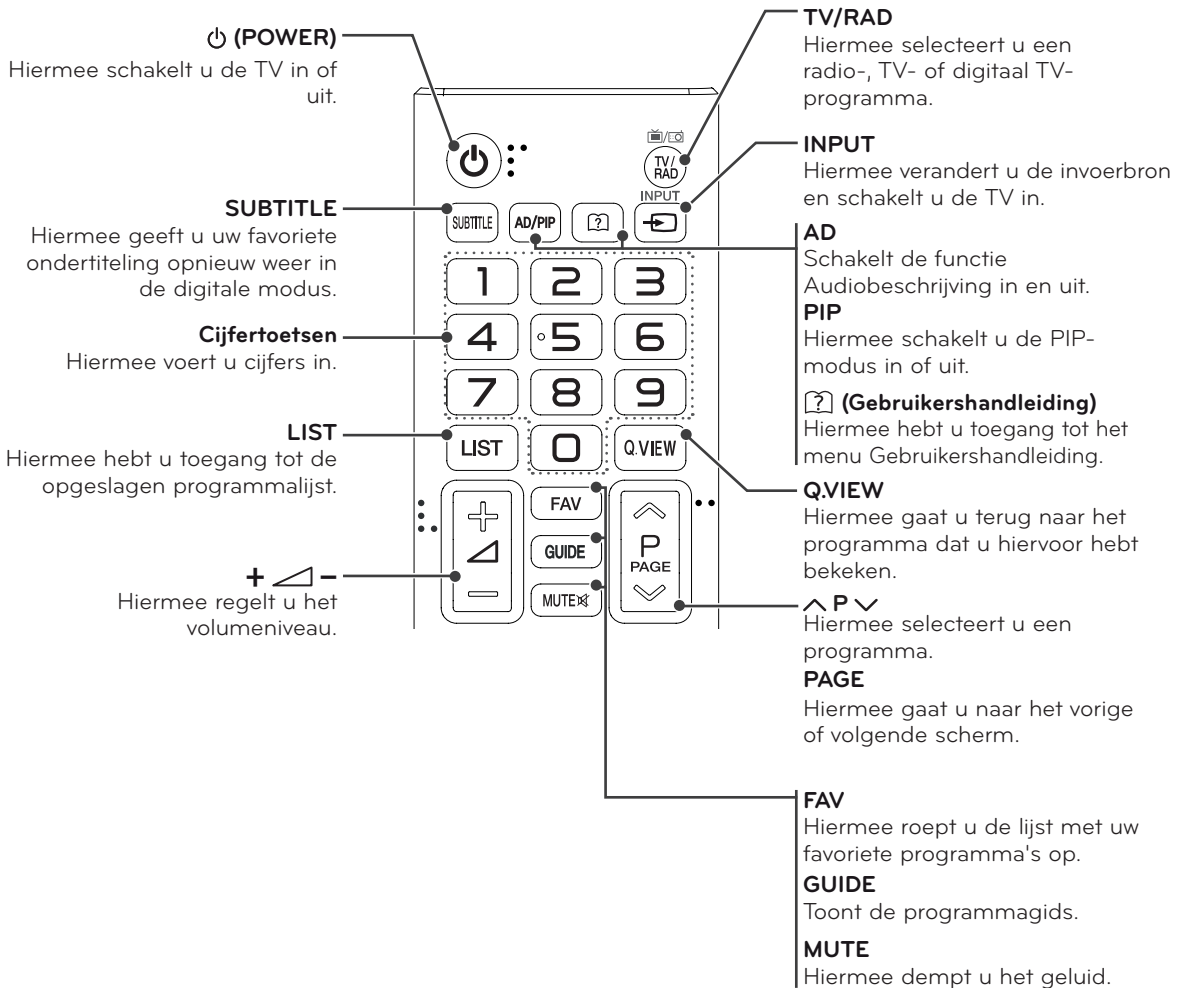 (POWER)
Hiermee schakelt u de TV in of
uit.
SUBTITLE
Hiermee geeft u uw favoriete
ondertiteling opnieuw weer in
de digitale modus.
Cijfertoetsen
Hiermee voert u cijfers in.
LIST
Hiermee hebt u toegang tot de
opgeslagen programmalijst.
+ -
Hiermee regelt u het
volumeniveau.
TV/
RAD
INPUT
SUBTITLE AD/PIP ?
1 2 3
4 5 6
7 8 9
LIST 0 Q.VIEW
+ FAV
GUIDE P
PAGE
- MUTE
TV/RAD
Hiermee selecteert u een
radio-, TV- of digitaal TV-
programma.
INPUT
Hiermee verandert u de invoerbron
en schakelt u de TV in.
AD
Schakelt de functie
Audiobeschrijving in en uit.
PIP
Hiermee schakelt u de PIP-
modus in of uit.
? (Gebruikershandleiding)
Hiermee hebt u toegang tot het
menu Gebruikershandleiding.
Q.VIEW
Hiermee gaat u terug naar het
programma dat u hiervoor hebt
bekeken.
P
Hiermee selecteert u een
programma.
PAGE
Hiermee gaat u naar het vorige
of volgende scherm.
FAV
Hiermee roept u de lijst met uw
favoriete programma's op.
GUIDE
Toont de programmagids.
MUTE
Hiermee dempt u het geluid.